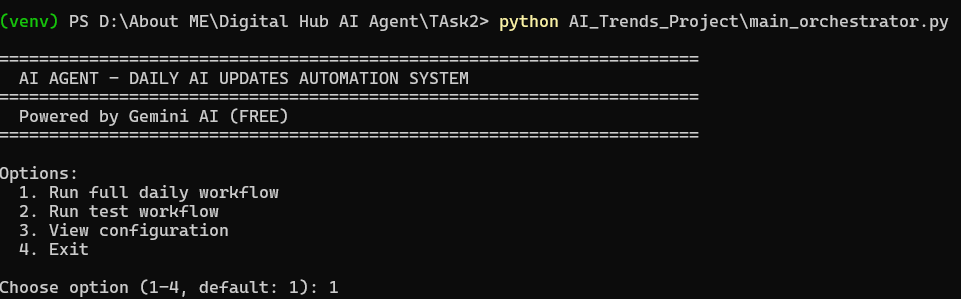 (venv) PS D:\About ME\Digital Hub AI Agent\TAsk2> python AI_Trends_Project\main_orchestrator.py
======================================================================
  AI AGENT - DAILY AI UPDATES AUTOMATION SYSTEM
======================================================================
  Powered by Gemini AI (FREE)
======================================================================
Options:
  1. Run full daily workflow
  2. Run test workflow
  3. View configuration
  4. Exit
Choose option (1-4, default: 1): 1